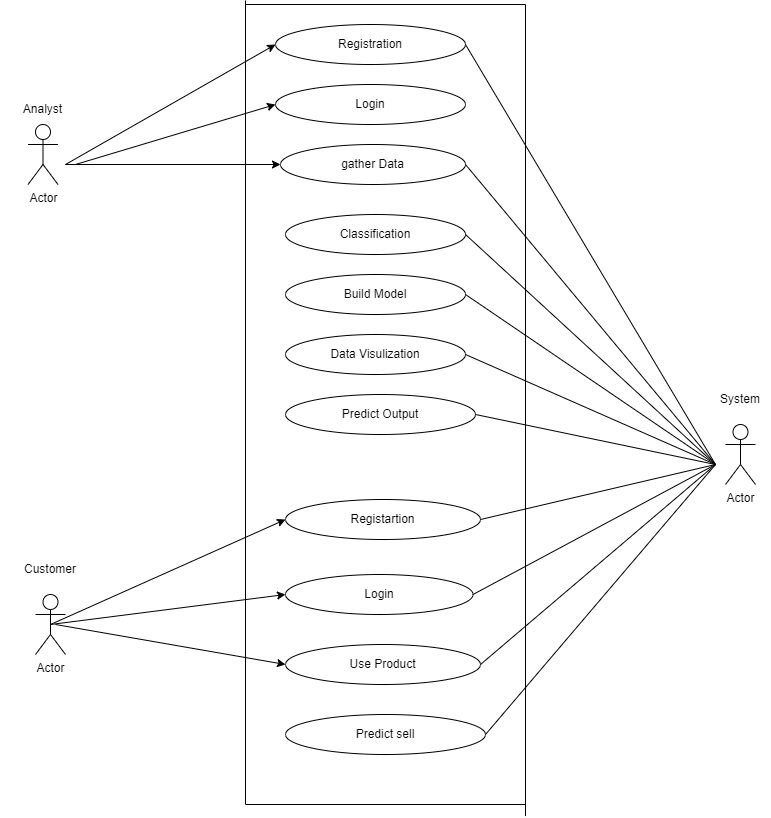 Registration
Login
Analyst
gather Data
Actor
Classification
Build Model
Data Visulization
System
Predict Output
Actor
Registartion
Customer
Login
Use Product
Actor
Predict sell